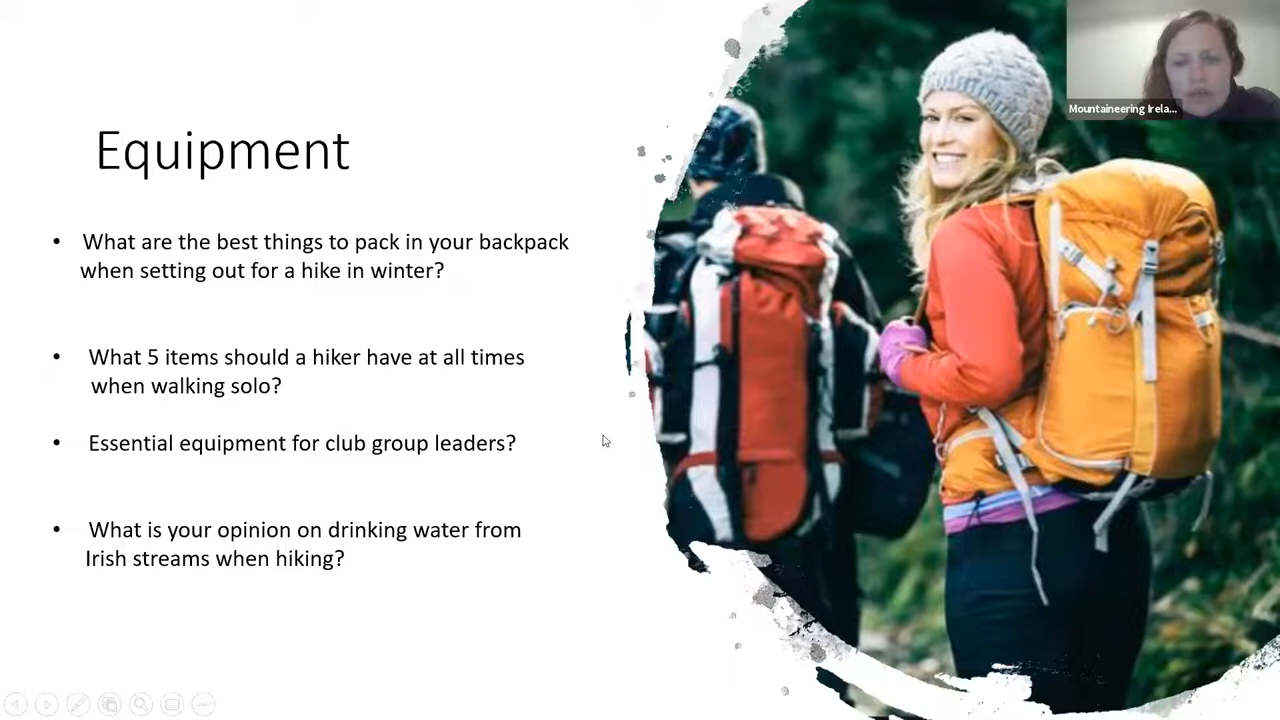 Mountaineering Irela...
Equipment
• What are the best things to pack in your backpack
when setting out for a hike in winter?
• What 5 items should a hiker have at all times
when walking solo?
• Essential equipment for club group leaders?
• What is your opinion on drinking water from
Irish streams when hiking?